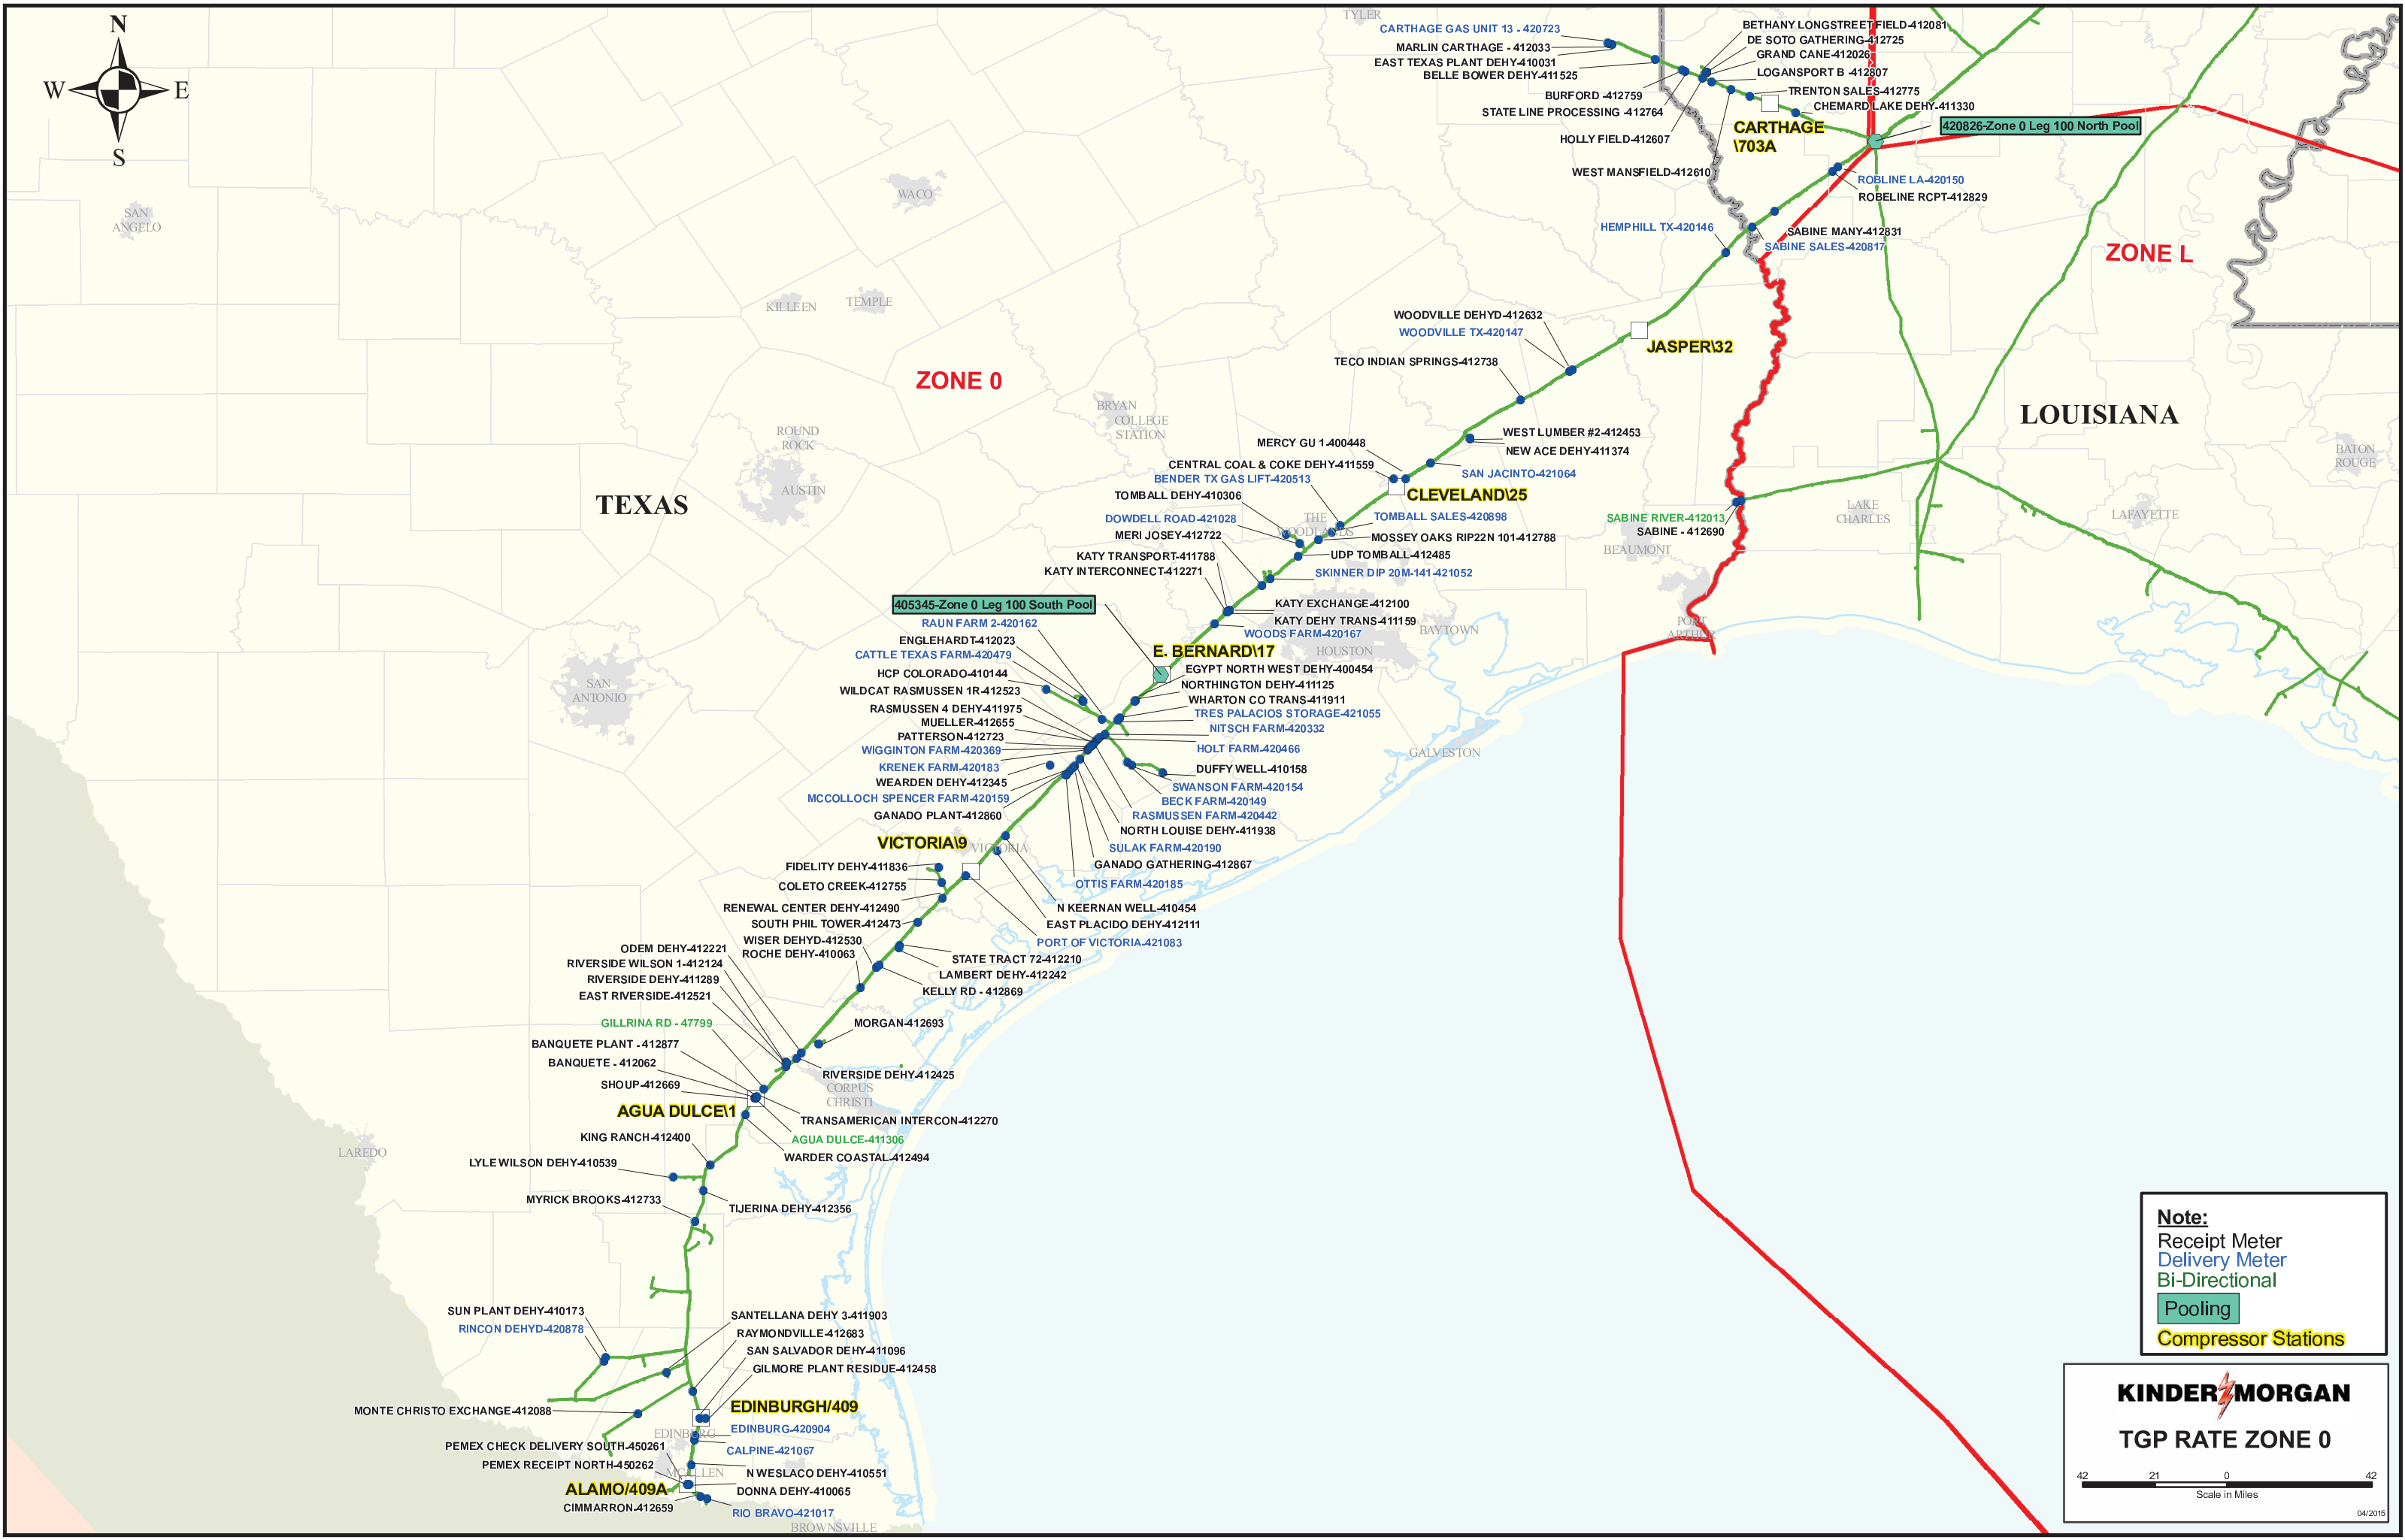 N
W
E
S
TYLER
CARTHAGE GAS UNIT 13 - 420723
MARLIN CARTHAGE - 412033
EAST TEXAS PLANT DEHY-410031
BELLE BOWER DEHY-411525
BURFORD -412759
STATE LINE PROCESSING -412764
HOLLY FIELD-412607
WEST MANSFIELD-412610
BETHANY LONGSTREET FIELD-412081
DE SOTO GATHERING-412725
GRAND CANE-412026
LOGANSPORT B -412807
TRENTON SALES-412775
CHEMARD LAKE DEHY-411330
CARTHAGE
\703A
420826-Zone 0 Leg 100 North Pool
ROBLINE LA-420150
ROBELINE RCPT-412829
HEMPHILL TX-420146
SABINE MANY-412831
SABINE SALES-420817
ZONE L
SAN
ANGELO
WACO
KILLEEN
TEMPLE
WOODVILLE DEHYD-412632
WOODVILLE TX-420147
JASPER\32
TECO INDIAN SPRINGS-412738
ZONE 0
BRYAN
COLLEGE
STATION
LOUISIANA
ROUND
ROCK
AUSTIN
TEXAS
WEST LUMBER #2-412453
NEW ACE DEHY-411374
MERCY GU 1-400448
CENTRAL COAL & COKE DEHY-411559
SAN JACINTO-421064
BENDER TX GAS LIFT-420513
CLEVELAND\25
TOMBALL DEHY-410306
DOWDELL ROAD-421028
THE
WOODLANDS
TOMBALL SALES-420898
MERI JOSEY-412722
MOSSEY OAKS RIP22N 101-412788
KATY TRANSPORT-411788
UDP TOMBALL-412485
KATY INTERCONNECT-412271
SKINNER DIP 20M-141-421052
BATON
ROUGE
LAKE
CHARLES
LAFAYETTE
SABINE RIVER-412013
SABINE - 412690
BEAUMONT
PORT
ARTHUR
405345-Zone 0 Leg 100 South Pool
KATY EXCHANGE-412100
KATY DEHY TRANS-411159
WOODS FARM-420167
BAYTOWN
HOUSTON
E. BERNARD\17
RAUN FARM 2-420162
ENGLEHARDT-412023
CATTLE TEXAS FARM-420479
HCP COLORADO-410144
WILDCAT RASMUSSEN 1R-412523
RASMUSSEN 4 DEHY-411975
MUELLER-412655
PATTERSON-412723
WIGGINTON FARM-420369
KRENEK FARM-420183
WEARDEN DEHY-412345
MCCOLLOCH SPENCER FARM-420159
GANADO PLANT-412860
EGYPT NORTH WEST DEHY-400454
NORTHINGTON DEHY-411125
WHARTON CO TRANS-411911
TRES PALACIOS STORAGE-421055
NITSCH FARM-420332
HOLT FARM-420466
GALVESTON
DUFFY WELL-410158
SWANSON FARM-420154
BECK FARM-420149
RASMUSSEN FARM-420442
NORTH LOUISE DEHY-411938
SULAK FARM-420190
GANADO GATHERING-412867
OTTIS FARM-420185
SAN
ANTONIO
VICTORIA\9
VICTORIA
FIDELITY DEHY-411836
COLETO CREEK-412755
RENEWAL CENTER DEHY-412490
SOUTH PHIL TOWER-412473
WISER DEHYD-412530
ROCHE DEHY-410063
N KEERNAN WELL-410454
EAST PLACIDO DEHY-412111
PORT OF VICTORIA-421083
STATE TRACT 72-412210
LAMBERT DEHY-412242
KELLY RD - 412869
ODEM DEHY-412221
RIVERSIDE WILSON 1-412124
RIVERSIDE DEHY-411289
EAST RIVERSIDE-412521
GILLRINA RD - 47799
BANQUETE PLANT - 412877
BANQUETE - 412062
SHOUP-412669
MORGAN-412693
RIVERSIDE DEHY-412425
CORPUS
CHRISTI
AGUA DULCE\1
TRANSAMERICAN INTERCON-412270
AGUA DULCE-411306
WARDER COASTAL-412494
LAREDO
KING RANCH-412400
LYLE WILSON DEHY-410539
MYRICK BROOKS-412733
TIJERINA DEHY-412356
SUN PLANT DEHY-410173
RINCON DEHYD-420878
SANTELLANA DEHY 3-411903
RAYMONDVILLE-412683
SAN SALVADOR DEHY-411096
GILMORE PLANT RESIDUE-412458
MONTE CHRISTO EXCHANGE-412088
EDINBURGH/409
EDINBURG
EDINBURG-420904
PEMEX CHECK DELIVERY SOUTH-450261
CALPINE-421067
PEMEX RECEIPT NORTH-450262
MCALLEN
N WESLACO DEHY-410551
ALAMO/409A
DONNA DEHY-410065
CIMMARRON-412659
RIO BRAVO-421017
BROWNSVILLE
Note:
Receipt Meter
Delivery Meter
Bi-Directional
Pooling
Compressor Stations
KINDER MORGAN
TGP RATE ZONE 0
42 21 0 42
Scale in Miles
04/2015